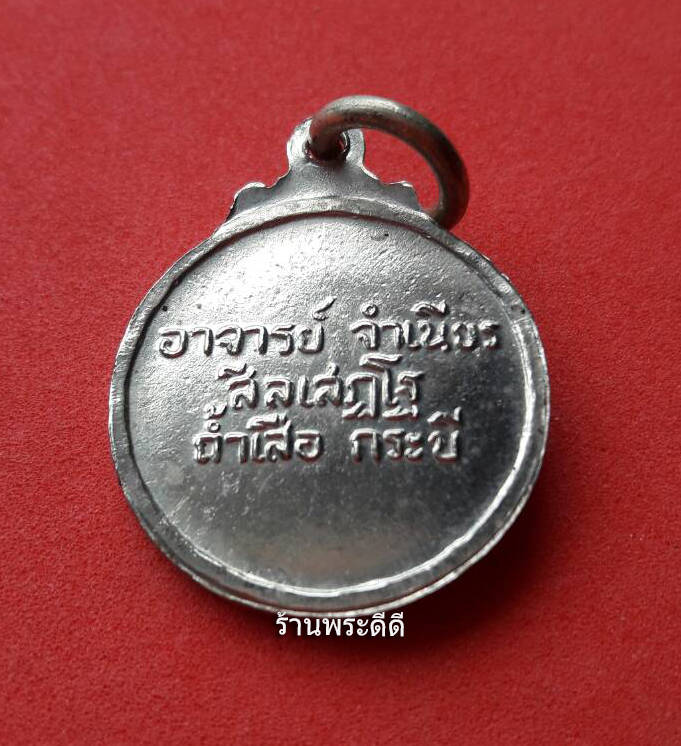 อาจารย์ จำเนียร
สีลเสฏโฐ
ถ้ำเสือ กระบี่
ร้านพระดีดี